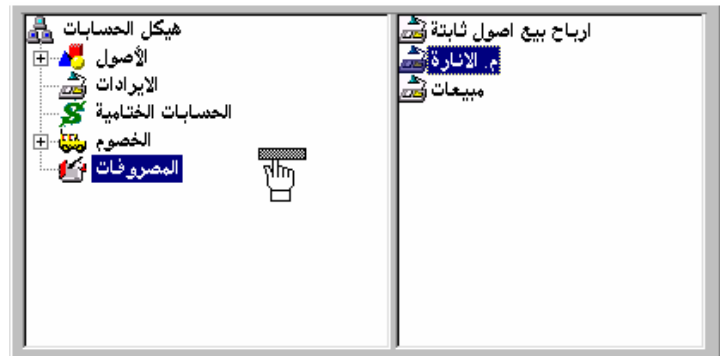 هيكل الحسابات
الأصول
الايرادات
الحسابات الختامية
الخصوم
المصروفات
ارباح بيع اصول ثابتة
م. الانارة
مبيعات